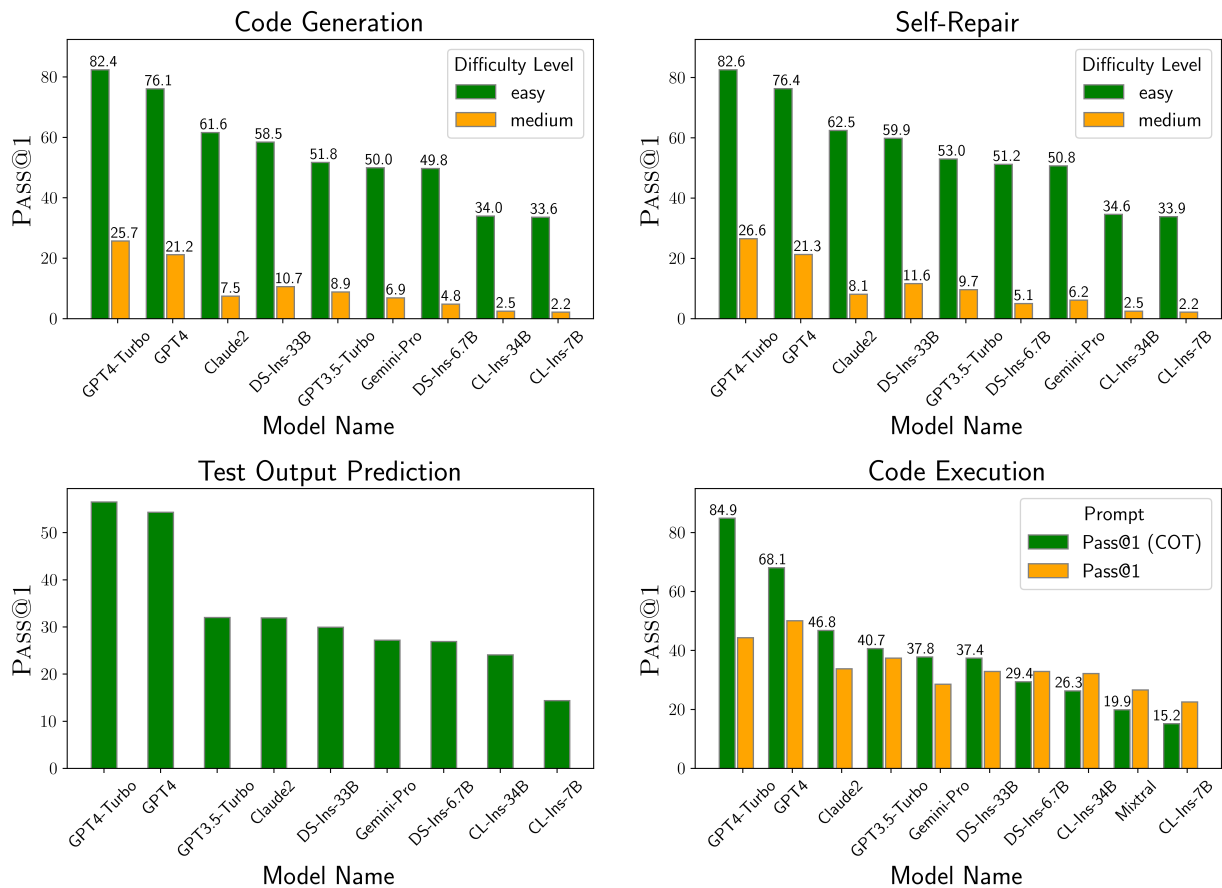 Code Generation
PASS@1
80
60
40
20
0
82.4
76.1
61.6
58.5
51.8
50.0
49.8
34.0
33.6
25.7
21.2
7.5
10.7
8.9
6.9
4.8
2.5
2.2
Difficulty Level
easy
medium
GPT4-Turbo
GPT4
Claude2
DS-Ins-33B
GPT3.5-Turbo
Gemini-Pro
DS-Ins-6.7B
CL-Ins-34B
CL-Ins-7B
Model Name
Self-Repair
PASS@1
80
60
40
20
0
82.6
76.4
62.5
59.9
53.0
51.2
50.8
34.6
33.9
26.6
21.3
8.1
11.6
9.7
5.1
6.2
2.5
2.2
Difficulty Level
easy
medium
GPT4-Turbo
GPT4
Claude2
DS-Ins-33B
GPT3.5-Turbo
DS-Ins-6.7B
Gemini-Pro
CL-Ins-34B
CL-Ins-7B
Model Name
Test Output Prediction
PASS@1
50
40
30
20
10
0
GPT4-Turbo
GPT4
GPT3.5-Turbo
Claude2
DS-Ins-33B
Gemini-Pro
DS-Ins-6.7B
CL-Ins-34B
CL-Ins-7B
Model Name
Code Execution
PASS@1
80
60
40
20
0
84.9
68.1
46.8
40.7
37.8
37.4
29.4
26.3
19.9
15.2
Prompt
Pass@1 (COT)
Pass@1
GPT4-Turbo
GPT4
Claude2
GPT3.5-Turbo
Gemini-Pro
DS-Ins-33B
DS-Ins-6.7B
CL-Ins-34B
Mixtral
CL-Ins-7B
Model Name